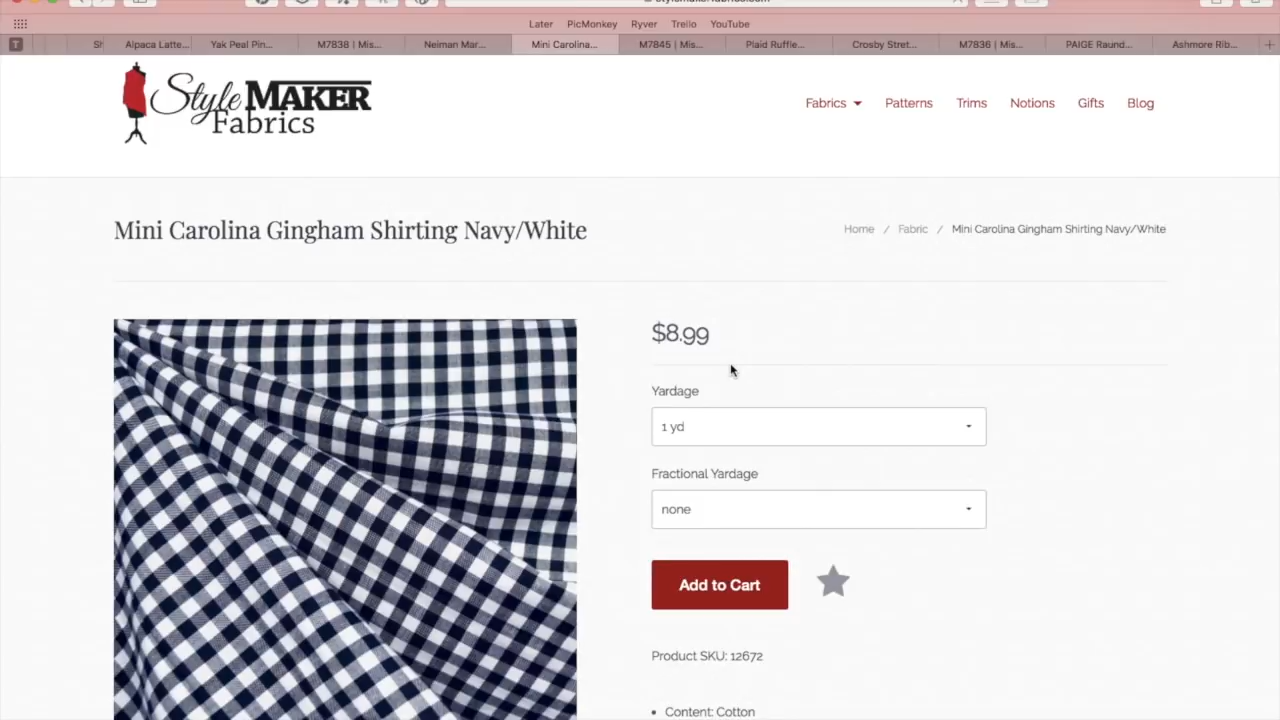 stylemakerfabrics.com
Later PicMonkey Ryver Trello YouTube
T
Alpaca Latte... Yak Peal Pin... M7838 | Mis... Neiman Mar... Mini Carolina... M7845 | Mis... Plaid Ruffle... Crosby Stret... M7836 | Mis... PAIGE Raund... Ashmore Rib...
Style MAKER
Fabrics
Fabrics Patterns Trims Notions Gifts Blog
Mini Carolina Gingham Shirting Navy/White
Home / Fabric / Mini Carolina Gingham Shirting Navy/White
$8.99
Yardage
1 yd
Fractional Yardage
none
Add to Cart
Product SKU: 12672
• Content: Cotton